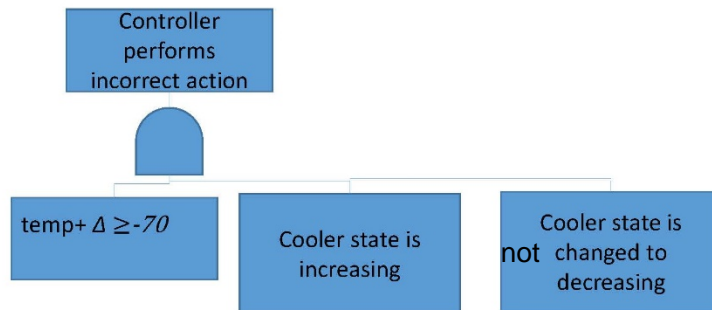 Controller
performs
incorrect action
temp+ Δ ≥-70
Cooler state is
increasing
Cooler state is
not changed to
decreasing